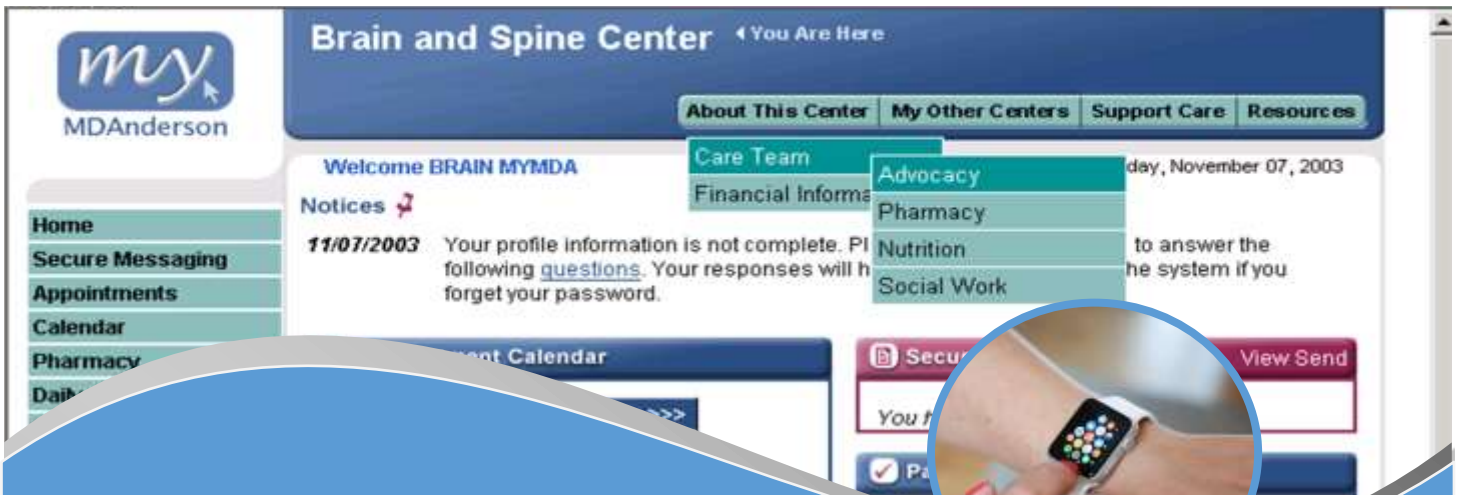 my
MDAnderson
Brain and Spine Center You Are Here
About This Center My Other Centers Support Care Resources
Welcome BRAIN MYMDA
Care Team
Advocacy
day, November 07, 2003
Notices
Financial
Pharmacy
Home
11/07/2003 Your profile information is not complete. to answer the
Nutrition
Secure Messaging
following questions. Your responses will he system if you
Social Work
Appointments
forget your password.
Calendar
Pharmacy
Calendar
View Send
You
>>>